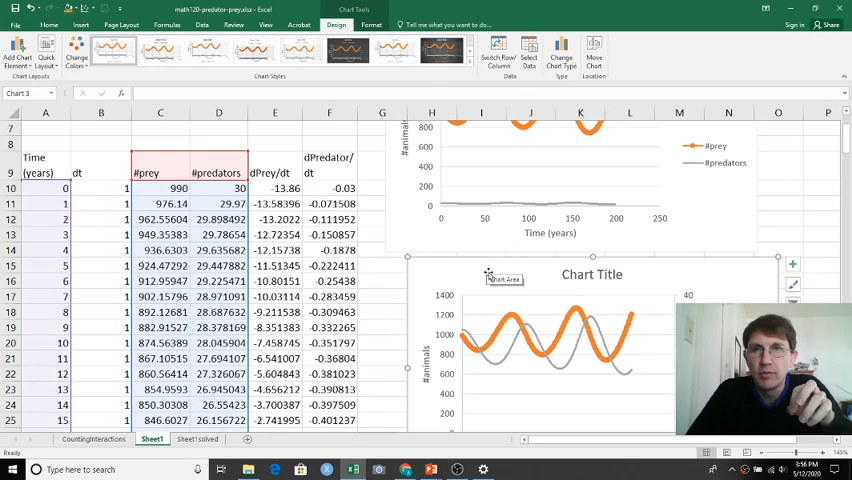 math120-predator-prey.xlsx - Excel
Chart Tools
Sign in
Share
File Home Insert Page Layout Formulas Data Review View Insert Acrobat Design Format Tell me what you want to do
Add Chart Element
Quick Layout
Change Colors
Switch Row/ Column
Select Data
Change Chart Type
Move Chart
Chart Layouts Chart Styles Data Type Location
Chart 3 fx
A B C D E F G H I J K L M N O P
7
8
Time dPredator/
9 (years) dt #prey #predators dPrey/dt dt
10 0 1 990 30 -13.86 -0.03
11 1 1 976.14 29.97 -13.58396 -0.071508
12 2 1 962.55604 29.898492 -13.2022 -0.111952
13 3 1 949.35383 29.78654 -12.72354 -0.150857
14 4 1 936.6303 29.635682 -12.15738 -0.1878
15 5 1 924.47292 29.447882 -11.51345 -0.222411
16 6 1 912.95947 29.225471 -10.80151 -0.25438
17 7 1 902.15796 28.971091 -10.03114 -0.283459
18 8 1 892.12681 28.687632 -9.211538 -0.309463
19 9 1 882.91527 28.378169 -8.351383 -0.332265
20 10 1 874.56389 28.045904 -7.458745 -0.351797
21 11 1 867.10515 27.694107 -6.541007 -0.36804
22 12 1 860.56414 27.326067 -5.604843 -0.381023
23 13 1 854.9593 26.945043 -4.656212 -0.390813
24 14 1 850.30308 26.55423 -3.700387 -0.397509
25 15 1 846.6027 26.156722 -2.741995 -0.401237
#animals
800
600
400
200
0
0 50 100 150 200 250
Time (years)
#prey
#predators
Chart Area
Chart Title
#animals
1400
1200
1000
800
600
400
200
40
CountingInteractions Sheet1 Sheet1solved
145%
Type here to search
3:56 PM
5/12/2020